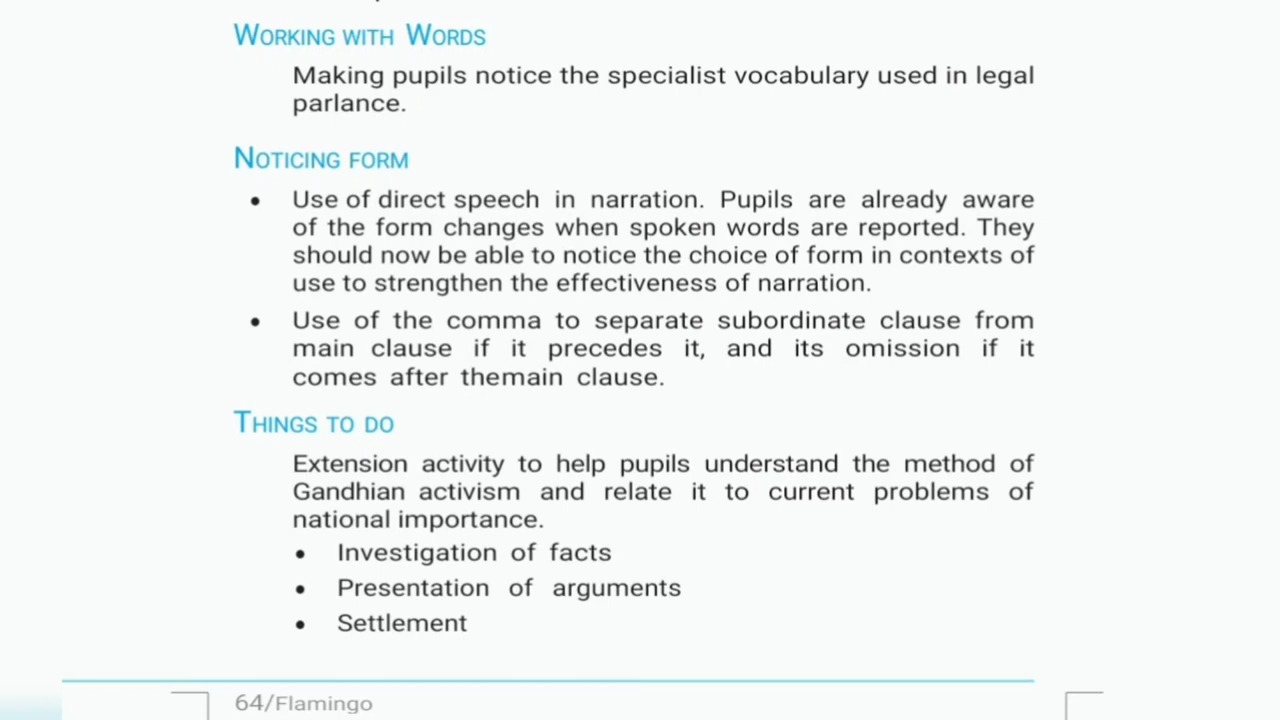 WORKING WITH WORDS
Making pupils notice the specialist vocabulary used in legal
parlance.
NOTICING FORM
• Use of direct speech in narration. Pupils are already aware
of the form changes when spoken words are reported. They
should now be able to notice the choice of form in contexts of
use to strengthen the effectiveness of narration.
• Use of the comma to separate subordinate clause from
main clause if it precedes it, and its omission if it
comes after themain clause.
THINGS TO DO
Extension activity to help pupils understand the method of
Gandhian activism and relate it to current problems of
national importance.
• Investigation of facts
• Presentation of arguments
• Settlement
64/Flamingo